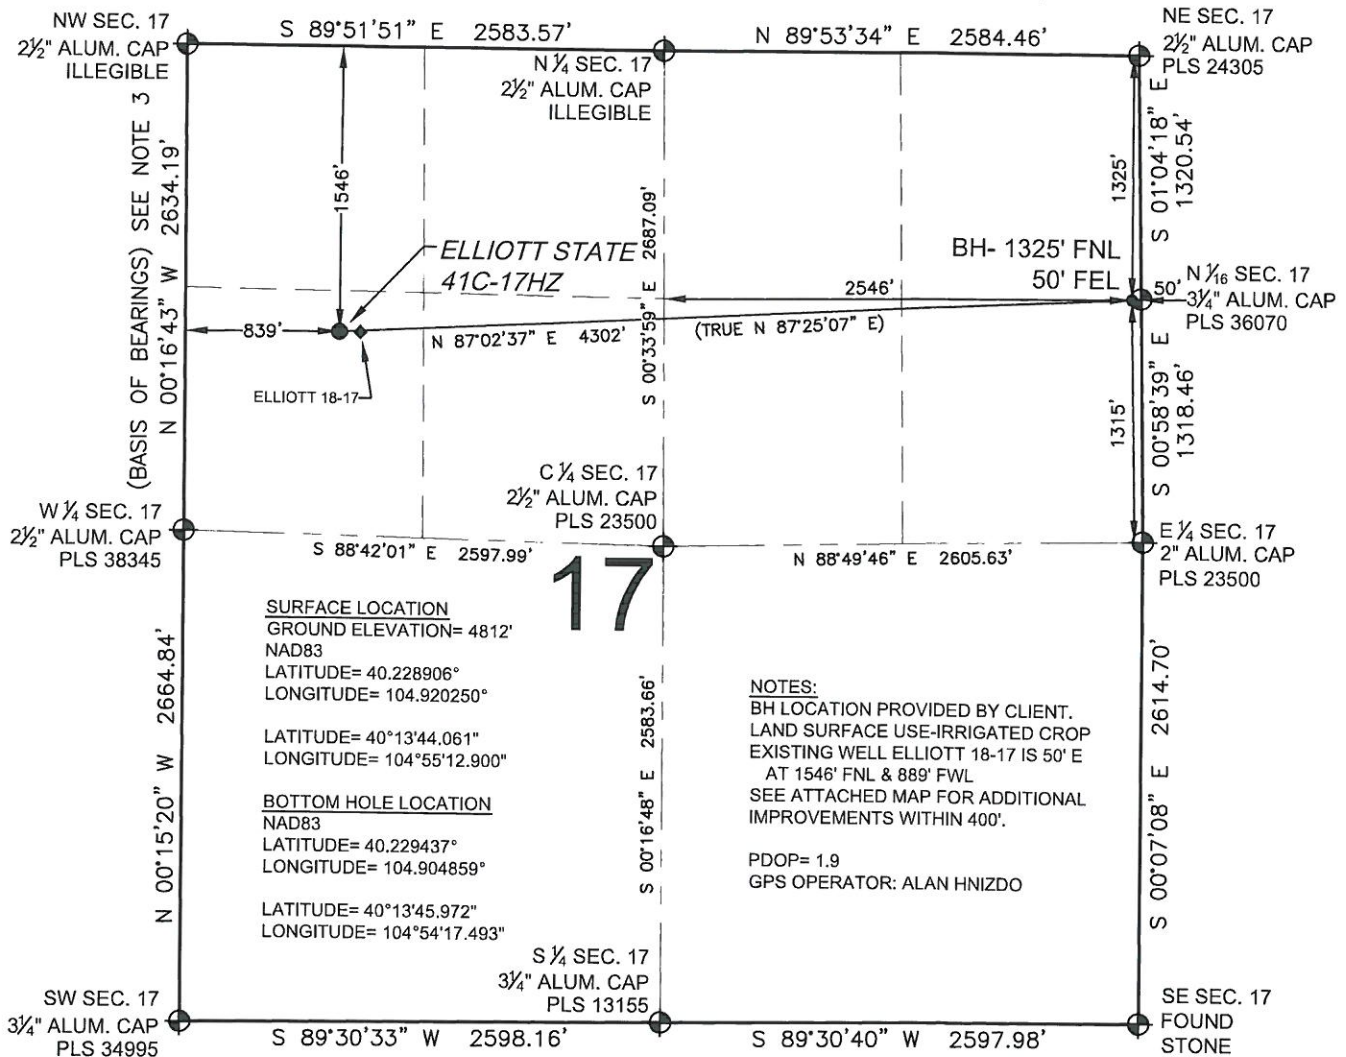 NW SEC. 17
2½" ALUM. CAP
ILLEGIBLE
S 89°51'51" E 2583.57'
N ¼ SEC. 17
2½" ALUM. CAP
ILLEGIBLE
N 89°53'34" E 2584.46'
NE SEC. 17
2½" ALUM. CAP
PLS 24305
(BASIS OF BEARINGS) SEE NOTE 3
N 00°16'43" W 2634.19'
1546'
S 00°33'59" E 2687.09'
1325'
S 01°04'18" E
1320.54'
ELLIOTT STATE
41C-17HZ
BH- 1325' FNL
50' FEL
2546'
50'
N 1⁄16 SEC. 17
3¼" ALUM. CAP
PLS 36070
839'
N 87°02'37" E 4302'
(TRUE N 87°25'07" E)
ELLIOTT 18-17
1315'
S 00°58'39" E
1318.46'
W ¼ SEC. 17
2½" ALUM. CAP
PLS 38345
C ¼ SEC. 17
2½" ALUM. CAP
PLS 23500
E ¼ SEC. 17
2" ALUM. CAP
PLS 23500
S 88°42'01" E 2597.99'
N 88°49'46" E 2605.63'
17
N 00°15'20" W 2664.84'
SURFACE LOCATION
GROUND ELEVATION= 4812'
NAD83
LATITUDE= 40.228906°
LONGITUDE= 104.920250°
LATITUDE= 40°13'44.061"
LONGITUDE= 104°55'12.900"
BOTTOM HOLE LOCATION
NAD83
LATITUDE= 40.229437°
LONGITUDE= 104.904859°
LATITUDE= 40°13'45.972"
LONGITUDE= 104°54'17.493"
S 00°16'48" E 2583.66'
NOTES:
BH LOCATION PROVIDED BY CLIENT.
LAND SURFACE USE-IRRIGATED CROP
EXISTING WELL ELLIOTT 18-17 IS 50' E
AT 1546' FNL & 889' FWL
SEE ATTACHED MAP FOR ADDITIONAL
IMPROVEMENTS WITHIN 400'.
PDOP= 1.9
GPS OPERATOR: ALAN HNIZDO
S 00°07'08" E 2614.70'
SW SEC. 17
3¼" ALUM. CAP
PLS 34995
S ¼ SEC. 17
3¼" ALUM. CAP
PLS 13155
SE SEC. 17
FOUND
STONE
S 89°30'33" W 2598.16'
S 89°30'40" W 2597.98'